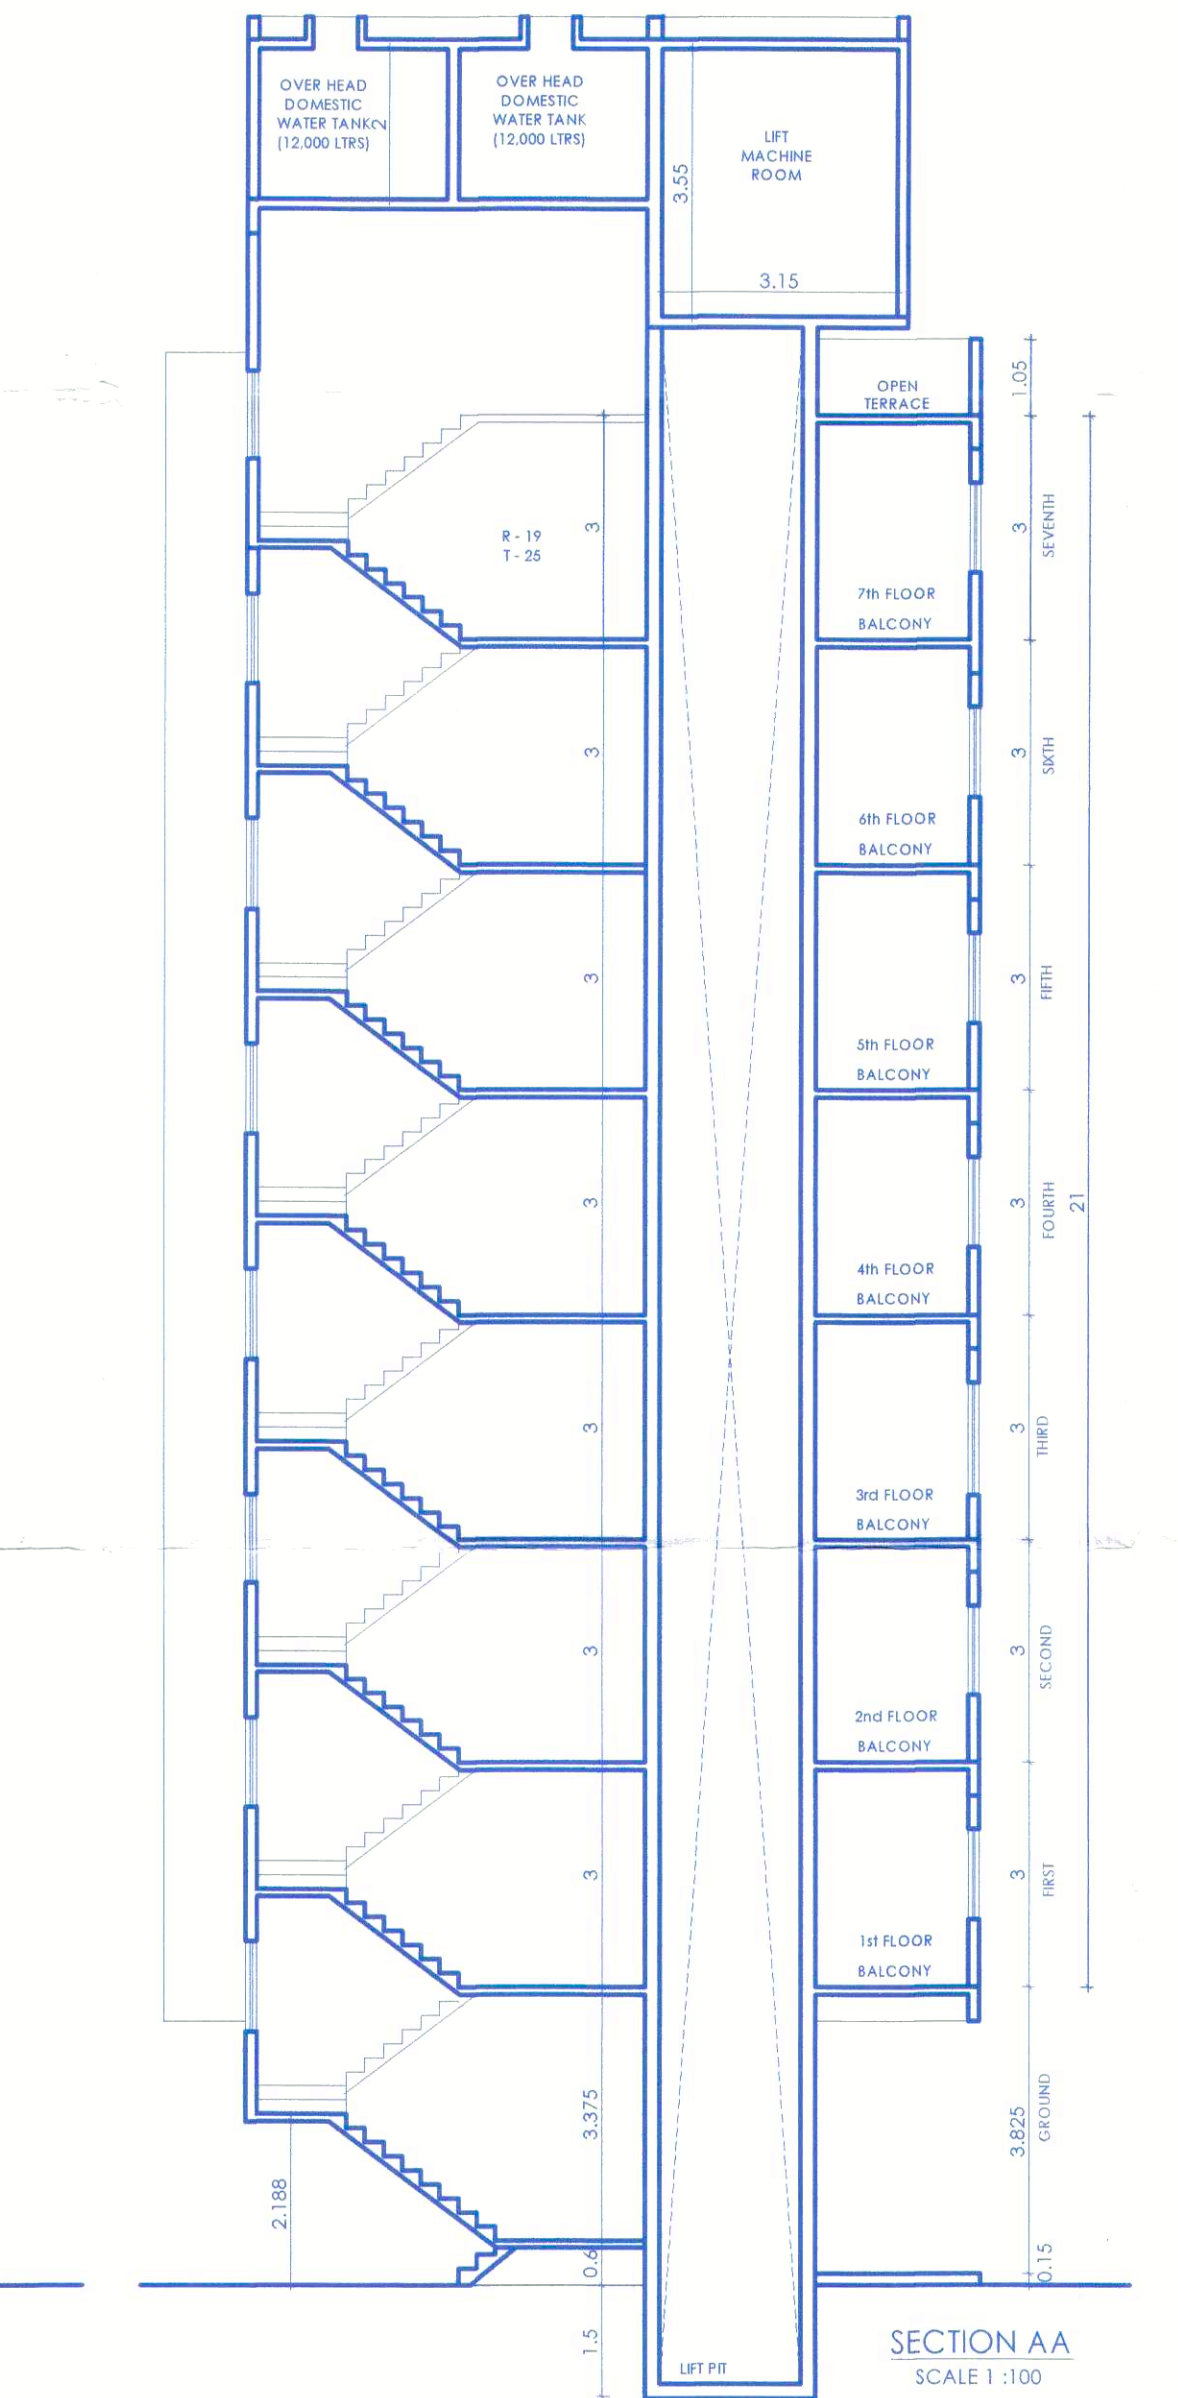 OVER HEAD
DOMESTIC
WATER TANK
(12,000 LTRS)
2
OVER HEAD
DOMESTIC
WATER TANK
(12,000 LTRS)
LIFT
MACHINE
ROOM
3.55
3.15
OPEN
TERRACE
1.05
R - 19
T - 25
3
7th FLOOR
BALCONY
3
SEVENTH
3
6th FLOOR
BALCONY
3
SIXTH
3
5th FLOOR
BALCONY
3
FIFTH
3
4th FLOOR
BALCONY
3
FOURTH
21
3
3rd FLOOR
BALCONY
3
THIRD
3
2nd FLOOR
BALCONY
3
SECOND
3
1st FLOOR
BALCONY
3
FIRST
3.375
3.825
GROUND
2.188
0.6
0.15
1.5
LIFT PIT
SECTION AA
SCALE 1 :100